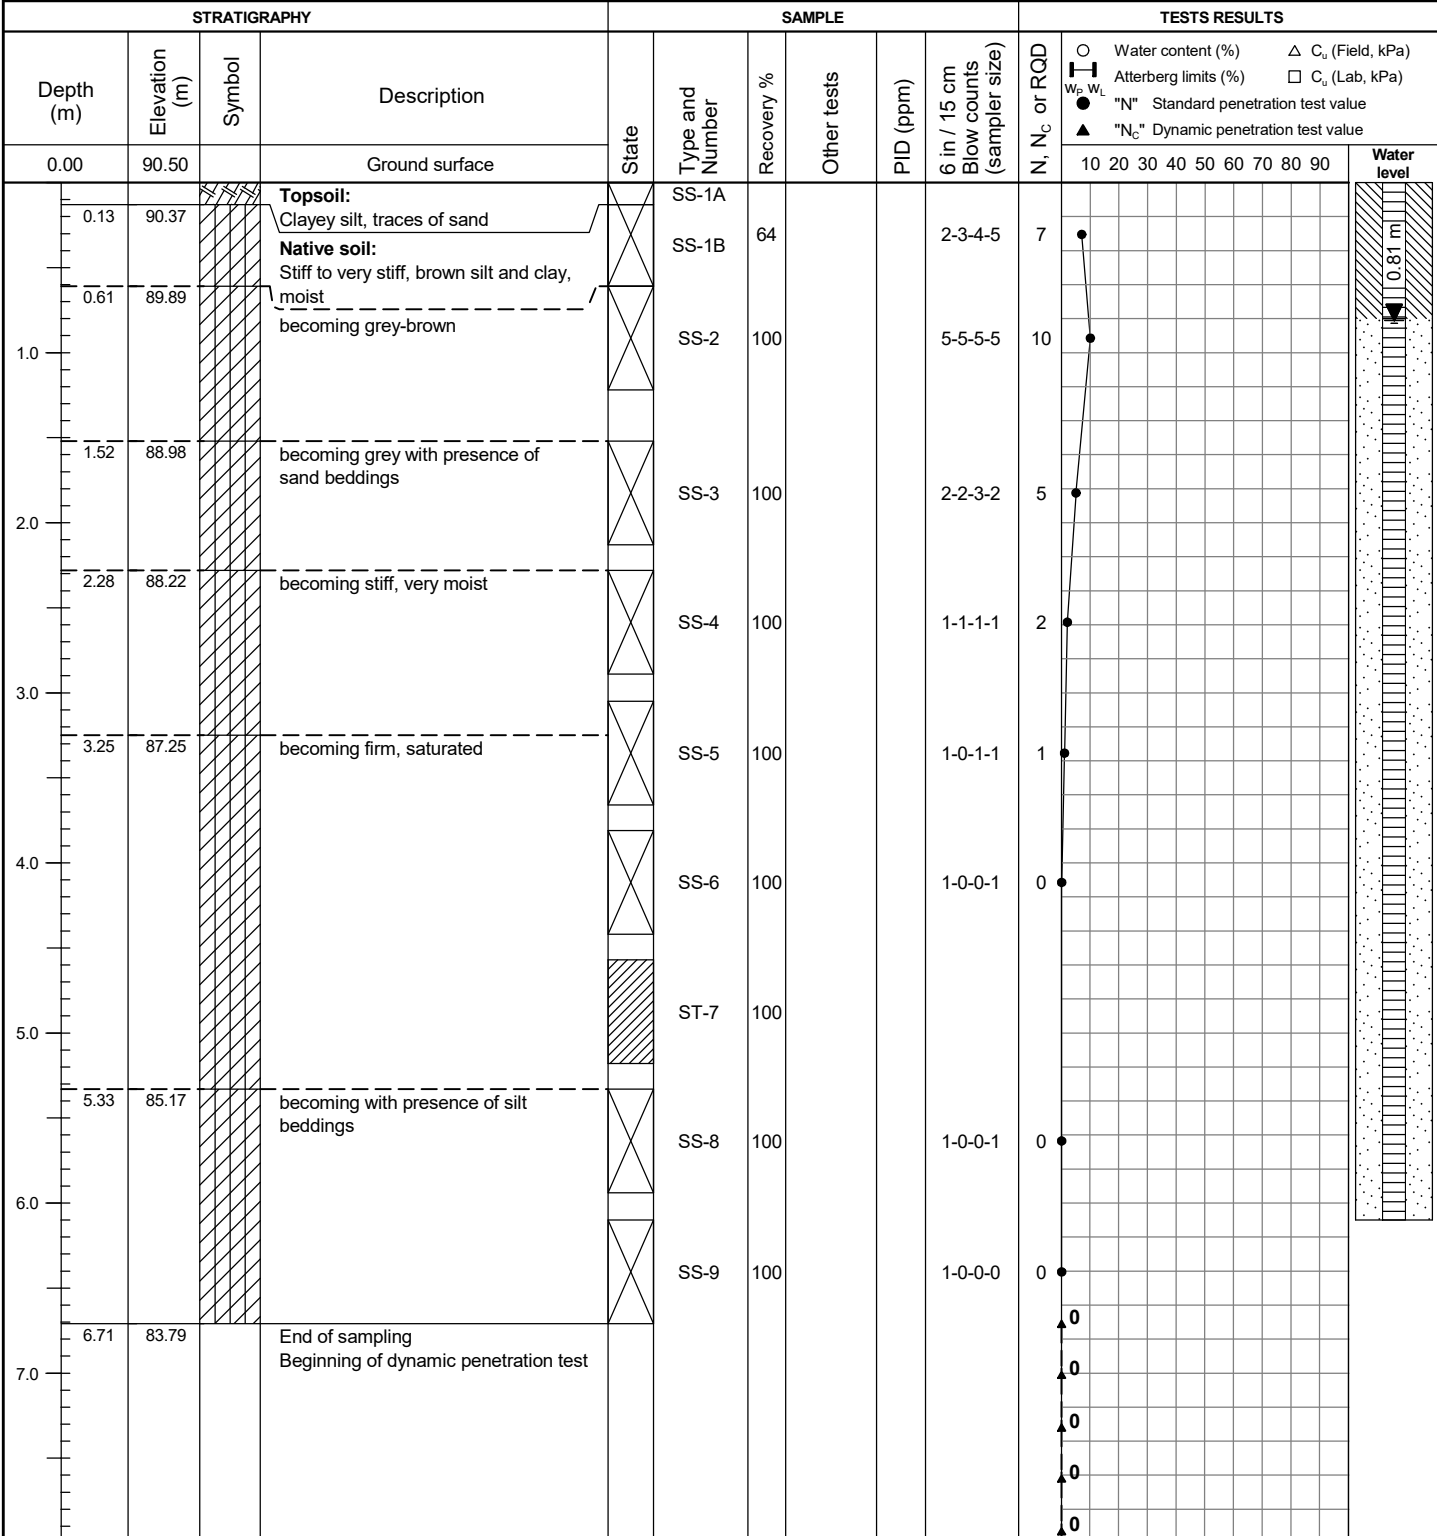 STRATIGRAPHY SAMPLE TESTS RESULTS
Depth (m)
Elevation (m)
Symbol
Description
State
Type and Number
Recovery %
Other tests
PID (ppm)
6 in / 15 cm Blow counts (sampler size)
N, NC or RQD
Water content (%) Cu (Field, kPa)
Atterberg limits (%) Cu (Lab, kPa)
WP WL
"N" Standard penetration test value
"NC" Dynamic penetration test value
0.00 90.50 Ground surface
10 20 30 40 50 60 70 80 90
Water
level
Topsoil: SS-1A
0.13 90.37 Clayey silt, traces of sand
SS-1B 64 2-3-4-5 7
Native soil:
Stiff to very stiff, brown silt and clay,
0.81 m
0.61 89.89 moist
becoming grey-brown
SS-2 100 5-5-5-5 10
1.0
1.52 88.98 becoming grey with presence of
sand beddings
SS-3 100 2-2-3-2 5
2.0
2.28 88.22 becoming stiff, very moist
SS-4 100 1-1-1-1 2
3.0
3.25 87.25 becoming firm, saturated
SS-5 100 1-0-1-1 1
4.0
SS-6 100 1-0-0-1 0
ST-7 100
5.0
5.33 85.17 becoming with presence of silt
beddings
SS-8 100 1-0-0-1 0
6.0
SS-9 100 1-0-0-0 0
0
6.71 83.79 End of sampling
Beginning of dynamic penetration test
7.0
0
0
0
0